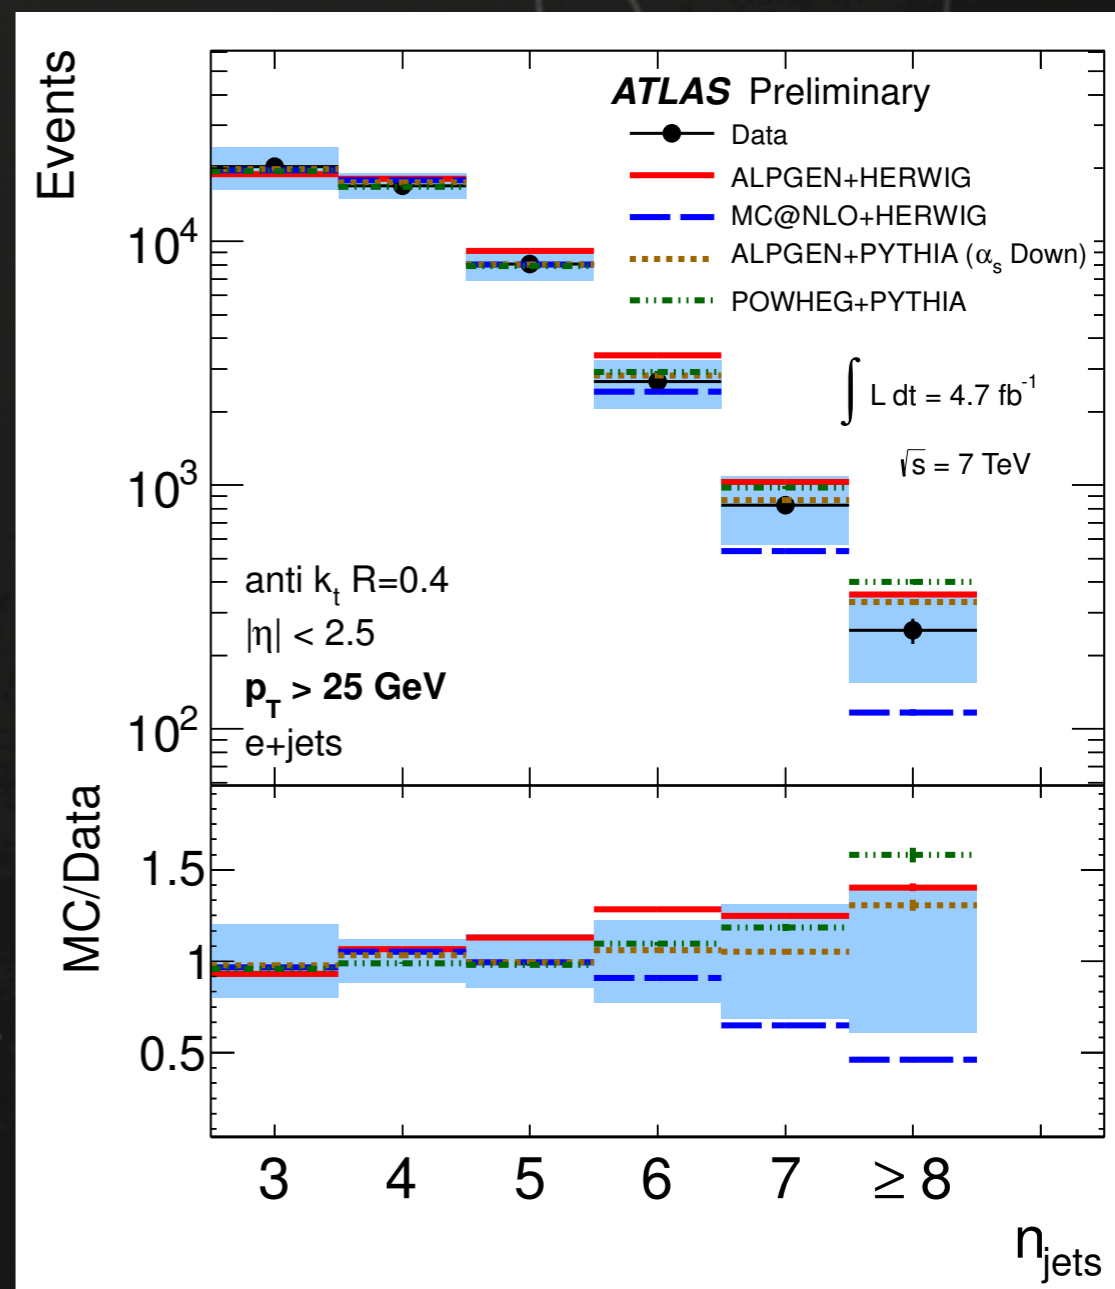 Events
ATLAS Preliminary
Data
ALPGEN+HERWIG
MC@NLO+HERWIG
ALPGEN+PYTHIA (αs Down)
POWHEG+PYTHIA
∫ L dt = 4.7 fb-1
√s = 7 TeV
10^4
10^3
10^2
anti kt R=0.4
|η| < 2.5
pT > 25 GeV
e+jets
MC/Data
1.5
1
0.5
3 4 5 6 7 ≥ 8
njets